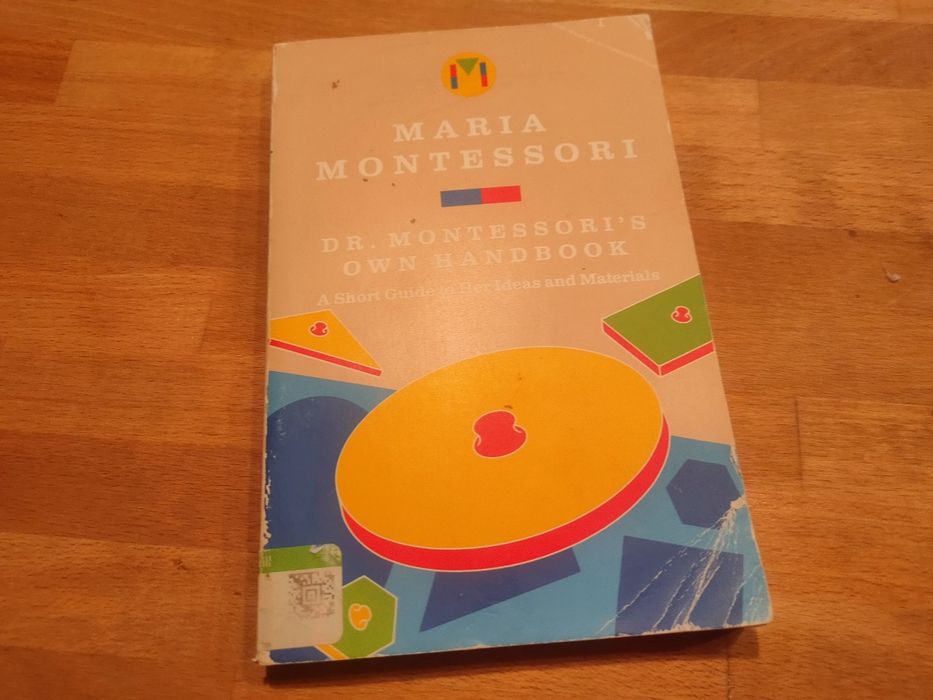 M
MARIA
MONTESSORI
DR. MONTESSORI'S
OWN HANDBOOK
A Short Guide to Her Ideas and Materials